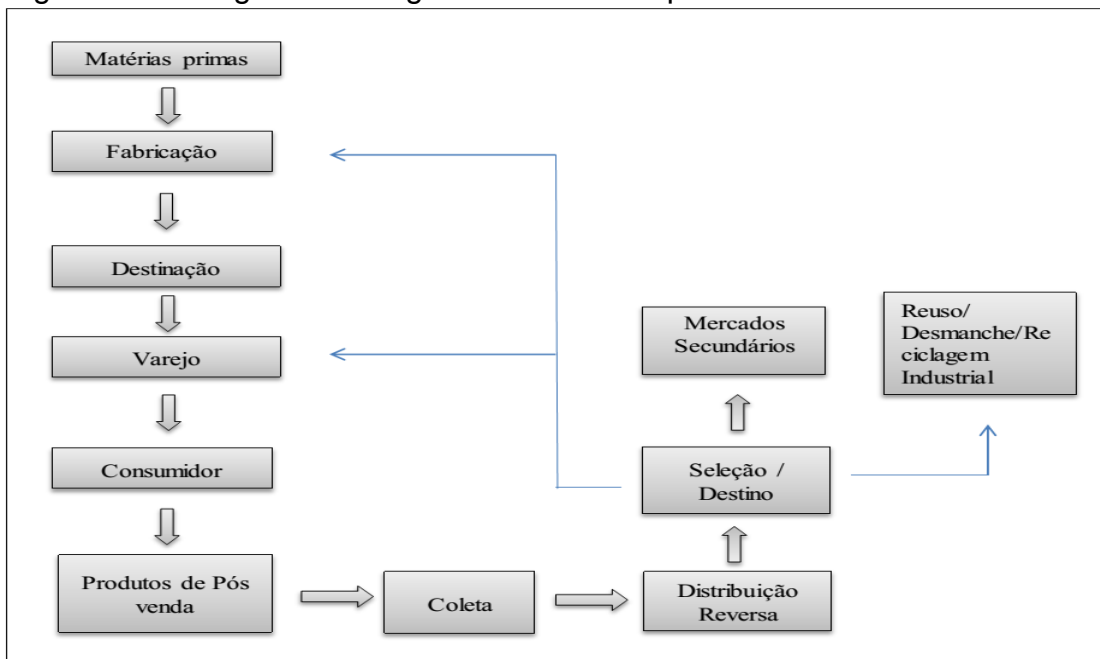 Matérias primas
Fabricação
Destinação
Varejo
Consumidor
Produtos de Pós
venda
Coleta
Distribuição
Reversa
Seleção /
Destino
Mercados
Secundários
Reuso/
Desmanche/Re
ciclagem
Industrial